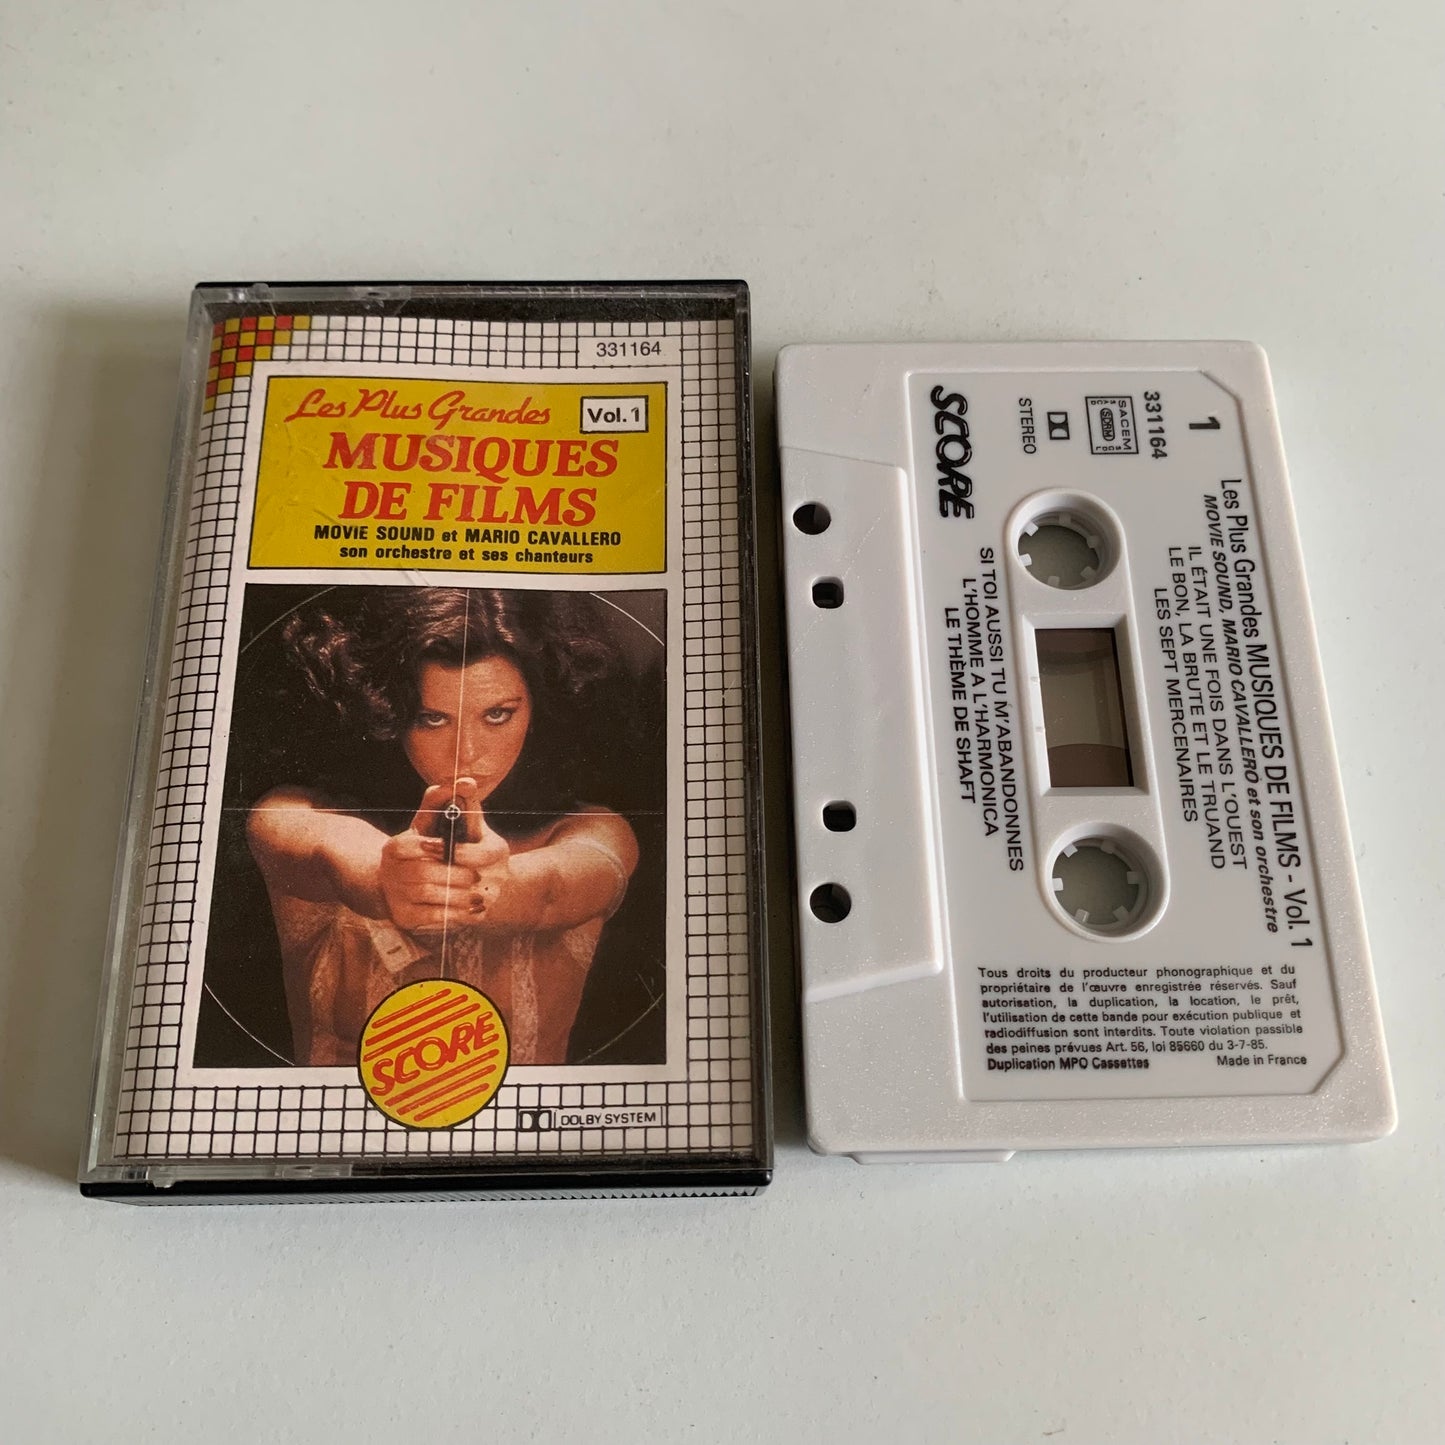 331164
Les Plus Grandes
Vol.1
MUSIQUES
DE FILMS
MOVIE SOUND et MARIO CAVALLERO
son orchestre et ses chanteurs
SCORE
DOLBY SYSTEM
331164
1
SACEM
SACD
SDRM
SGDL
STEREO
SCORE
Les Plus Grandes MUSIQUES DE FILMS - Vol. 1
MOVIE SOUND, MARIO CAVALLERO et son orchestre
IL ÉTAIT UNE FOIS DANS L'OUEST
LE BON, LA BRUTE ET LE TRUAND
LES SEPT MERCENAIRES
SI TOI AUSSI TU M'ABANDONNES
L'HOMME A L'HARMONICA
LE THÈME DE SHAFT
Tous droits du producteur phonographique et du
propriétaire de l'œuvre enregistrée réservés. Sauf
autorisation, la duplication, la location, le prêt,
l'utilisation de cette bande pour exécution publique et
radiodiffusion sont interdits. Toute violation passible
des peines prévues Art. 56, loi 85660 du 3-7-85.
Duplication MPO Cassettes Made in France